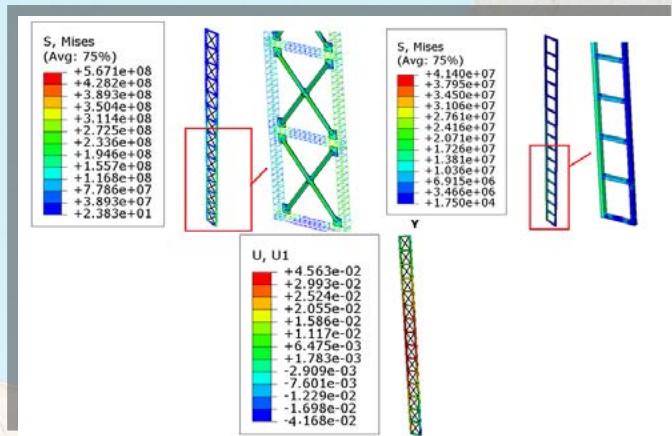 S, Mises
(Avg: 75%)
+5.671e+08
+4.282e+08
+3.893e+08
+3.504e+08
+3.114e+08
+2.725e+08
+2.336e+08
+1.946e+08
+1.557e+08
+1.168e+08
+7.786e+07
+3.893e+07
+2.383e+01
S, Mises
(Avg: 75%)
+4.140e+07
+3.795e+07
+3.450e+07
+3.106e+07
+2.761e+07
+2.416e+07
+2.071e+07
+1.726e+07
+1.381e+07
+1.036e+07
+6.915e+06
+3.466e+06
+1.750e+04
Y
U, U1
+4.563e-02
+2.993e-02
+2.524e-02
+2.055e-02
+1.586e-02
+1.117e-02
+6.475e-03
+1.783e-03
-2.909e-03
-7.601e-03
-1.229e-02
-1.698e-02
-4.168e-02